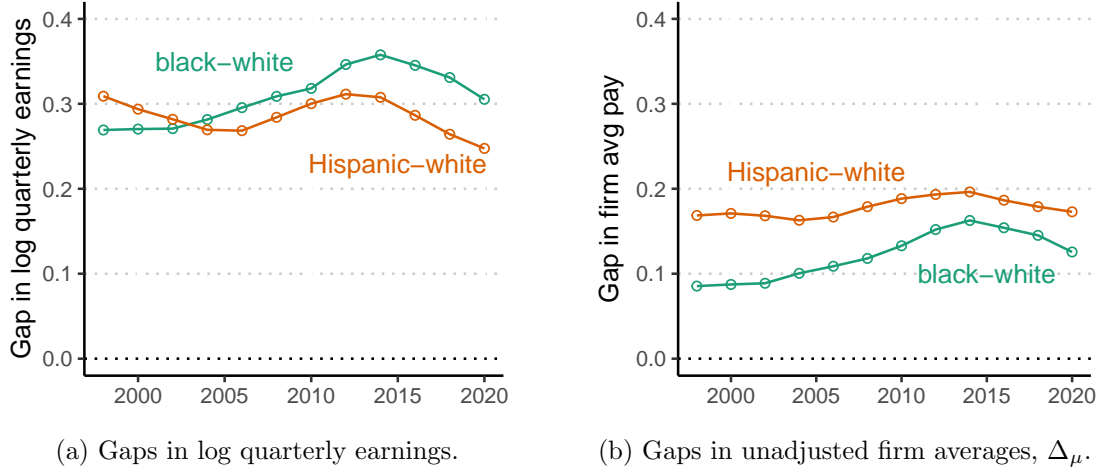 Gap in log quarterly earnings
0.4
0.3
0.2
0.1
0.0
black−white
Hispanic−white
2000 2005 2010 2015 2020
(a) Gaps in log quarterly earnings.
Gap in firm avg pay
0.4
0.3
0.2
0.1
0.0
Hispanic−white
black−white
2000 2005 2010 2015 2020
(b) Gaps in unadjusted firm averages, Δμ.